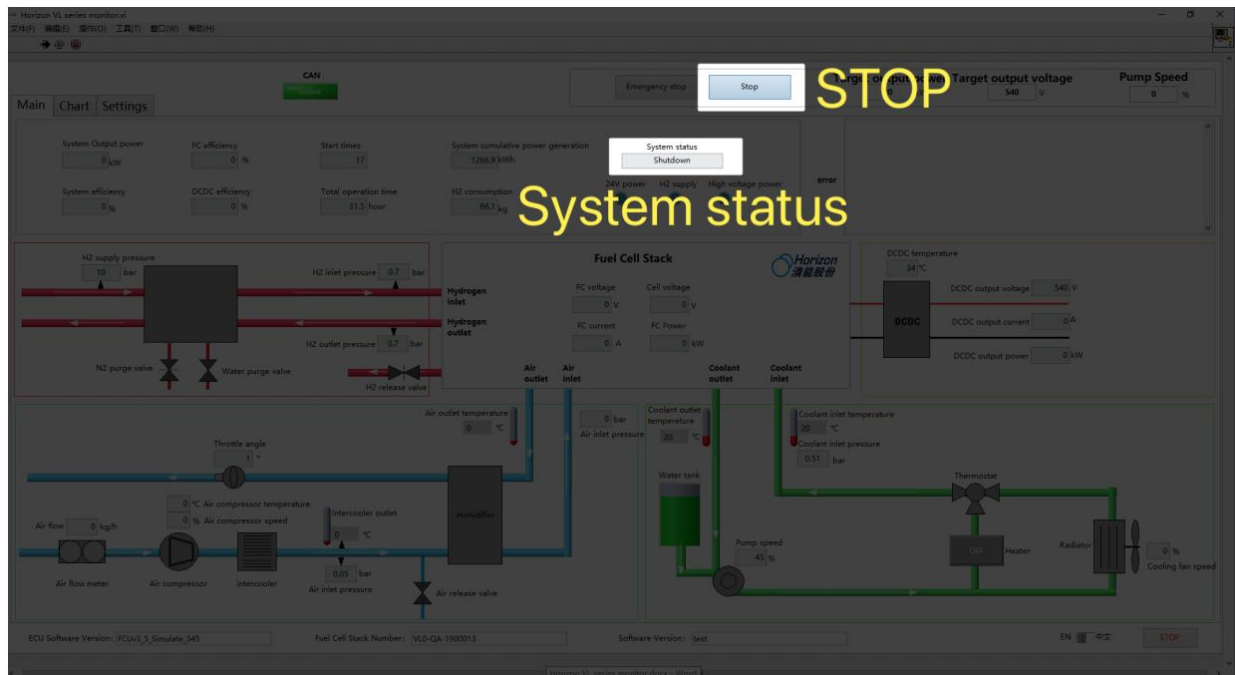 Horizon VL series monitor.vi
文件(F) 编辑(E) 操作(O) 工具(T) 窗口(W) 帮助(H)
CAN
Emergency stop
Stop
STOP
Target output power
0
Target output voltage
540 V
Pump Speed
0 %
Main Chart Settings
System Output power
0 kW
FC efficiency
0 %
Start times
17
System cumulative power generation
1266.9 kWh
System status
Shutdown
System efficiency
0 %
DCDC efficiency
0 %
Total operation time
31.5 hour
H2 consumption
66.1 kg
24V power H2 supply High voltage power
error
System status
H2 supply pressure
10 bar
H2 inlet pressure 0.7 bar
Hydrogen inlet
Hydrogen outlet
H2 outlet pressure 0.7 bar
N2 purge valve
Water purge valve
H2 release valve
Fuel Cell Stack
Horizon
清能股份
FC voltage
0 V
Cell voltage
0 V
FC current
0 A
FC Power
0 kW
Air outlet
Air inlet
Coolant outlet
Coolant inlet
DCDC temperature
34 ℃
DCDC
DCDC output voltage 540 V
DCDC output current 0 A
DCDC output power 0 kW
Air outlet temperature
0 ℃
0 bar
Air inlet pressure
Throttle angle
1 °
0 ℃ Air compressor temperature
0 % Air compressor speed
Intercooler outlet
0 ℃
Humidifier
Air flow 0 kg/h
Air flow meter
Air compressor
intercooler
0.05 bar
Air inlet pressure
Air release valve
Coolant outlet temperature
20 ℃
Coolant inlet temperature
20 ℃
Coolant inlet pressure
0.51 bar
Water tank
Thermostat
Pump speed
45 %
OFF
Heater
Radiator
0 %
Cooling fan speed
ECU Software Version: FCUv3_5_Simulate_345
Fuel Cell Stack Number: VL0-QA-1900013
Software Version: test
EN 中文
STOP
Horizon VL series monitor.docx - Word